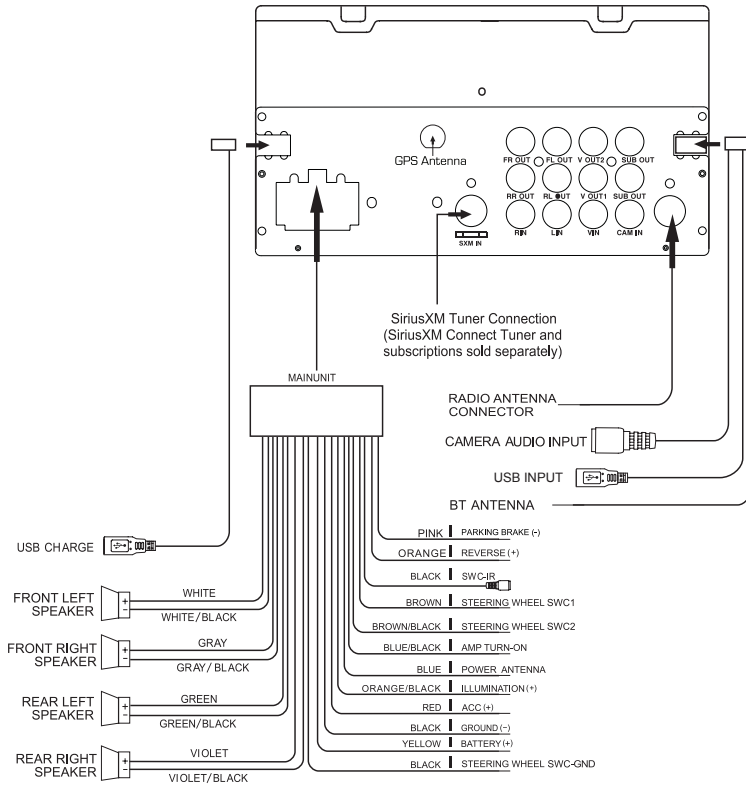 GPS Antenna
FR OUT FL OUT V OUT2 SUB OUT
RR OUT RL OUT V OUT1 SUB OUT
RIN LIN VIN CAM IN
SXM IN
SiriusXM Tuner Connection
(SiriusXM Connect Tuner and
subscriptions sold separately)
MAINUNIT
RADIO ANTENNA
CONNECTOR
CAMERA AUDIO INPUT
USB INPUT
BT ANTENNA
USB CHARGE
PINK PARKING BRAKE (-)
ORANGE REVERSE (+)
BLACK SWC-IR
BROWN STEERING WHEEL SWC1
BROWN/BLACK STEERING WHEEL SWC2
BLUE/BLACK AMP TURN-ON
BLUE POWER ANTENNA
ORANGE/BLACK ILLUMINATION (+)
RED ACC (+)
BLACK GROUND (-)
YELLOW BATTERY (+)
BLACK STEERING WHEEL SWC-GND
FRONT LEFT
SPEAKER
+
-
WHITE
WHITE/BLACK
FRONT RIGHT
SPEAKER
+
-
GRAY
GRAY/BLACK
REAR LEFT
SPEAKER
+
-
GREEN
GREEN/BLACK
REAR RIGHT
SPEAKER
+
-
VIOLET
VIOLET/BLACK